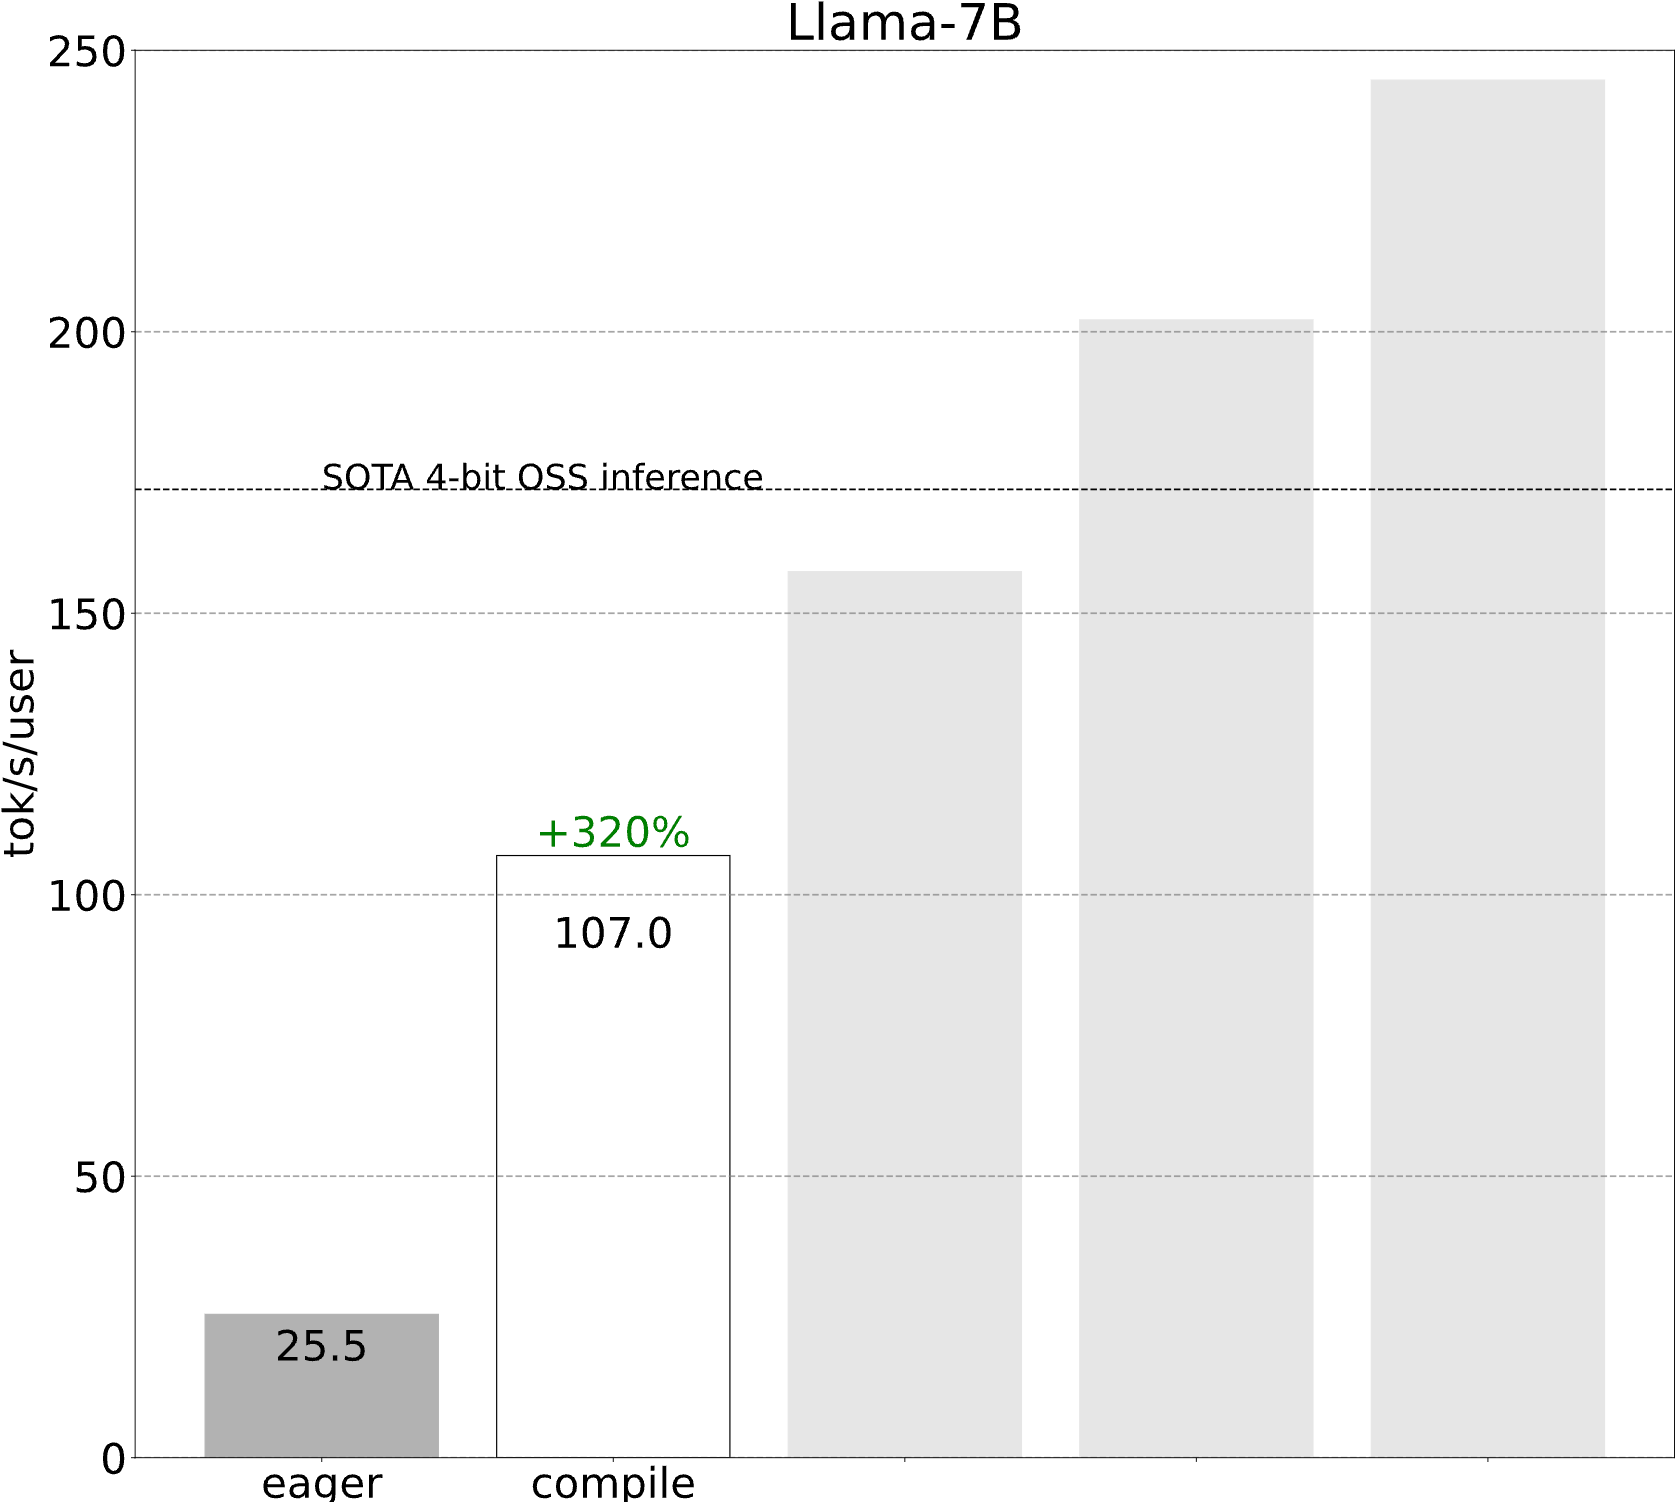 Llama-7B
250
200
150
100
50
0
tok/s/user
SOTA 4-bit OSS inference
+320%
107.0
25.5
eager
compile